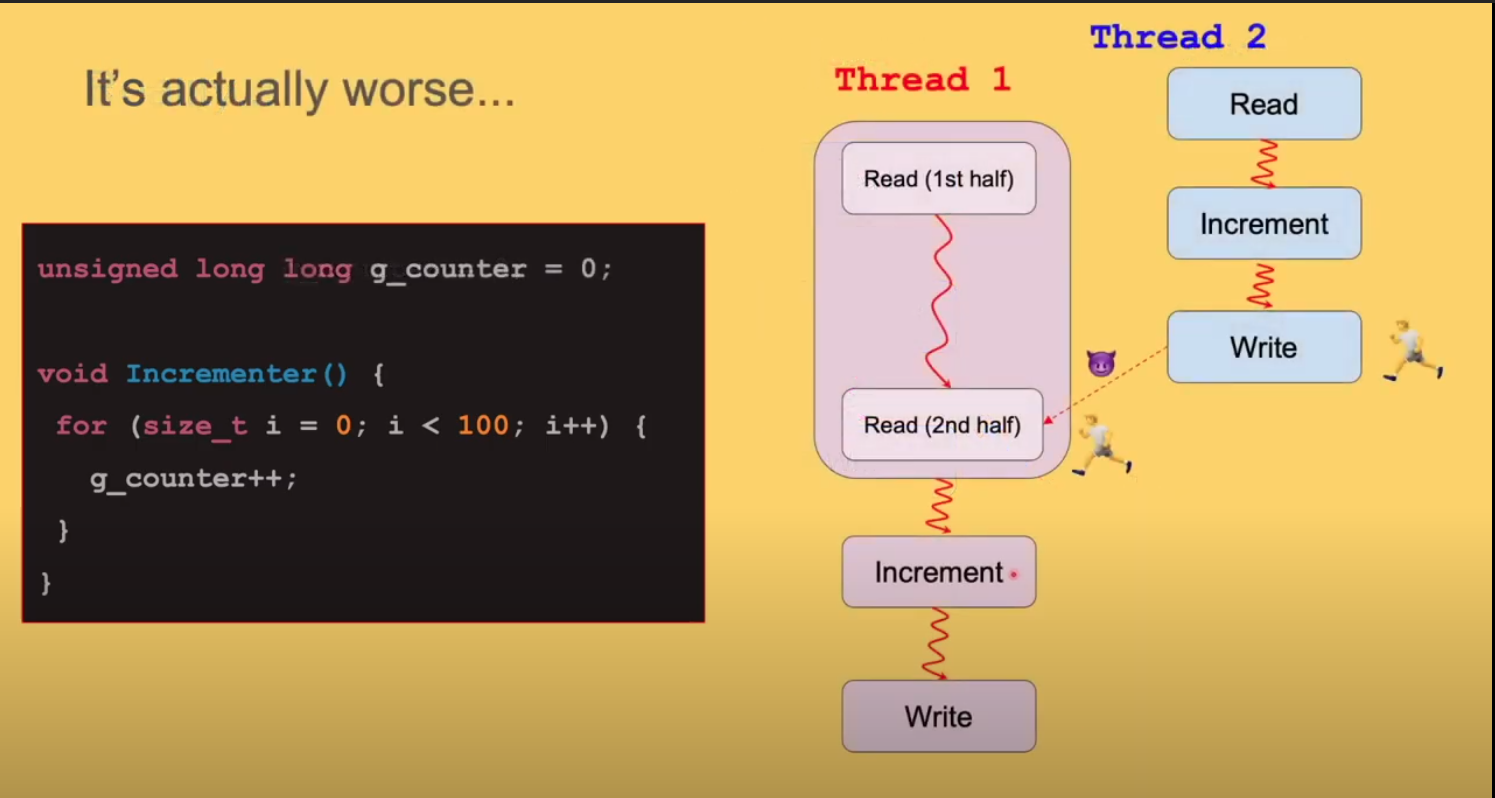 It's actually worse...
unsigned long long g_counter = 0;
void Incrementer() {
for (size_t i = 0; i < 100; i++) {
g_counter++;
}
}
Thread 1
Read (1st half)
Read (2nd half)
Increment
Write
Thread 2
Read
Increment
Write